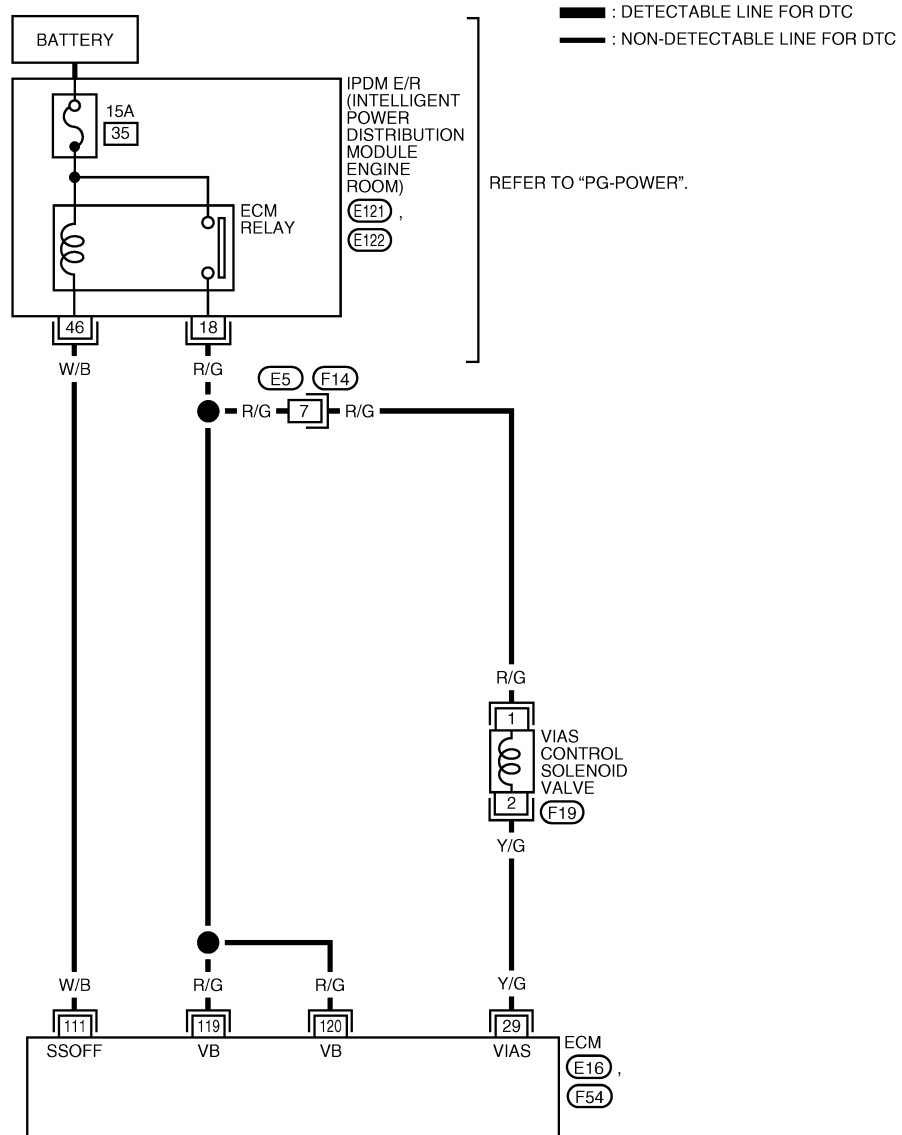 : DETECTABLE LINE FOR DTC
: NON-DETECTABLE LINE FOR DTC
BATTERY
IPDM E/R
(INTELLIGENT
POWER
DISTRIBUTION
MODULE
ENGINE
ROOM)
E121 ,
E122
15A
35
REFER TO “PG-POWER”.
ECM
RELAY
46
18
W/B
R/G
E5
F14
R/G
7
R/G
R/G
1
VIAS
CONTROL
SOLENOID
VALVE
2
F19
Y/G
W/B
R/G
R/G
Y/G
111
119
120
29
SSOFF
VB
VB
VIAS
ECM
E16 ,
F54